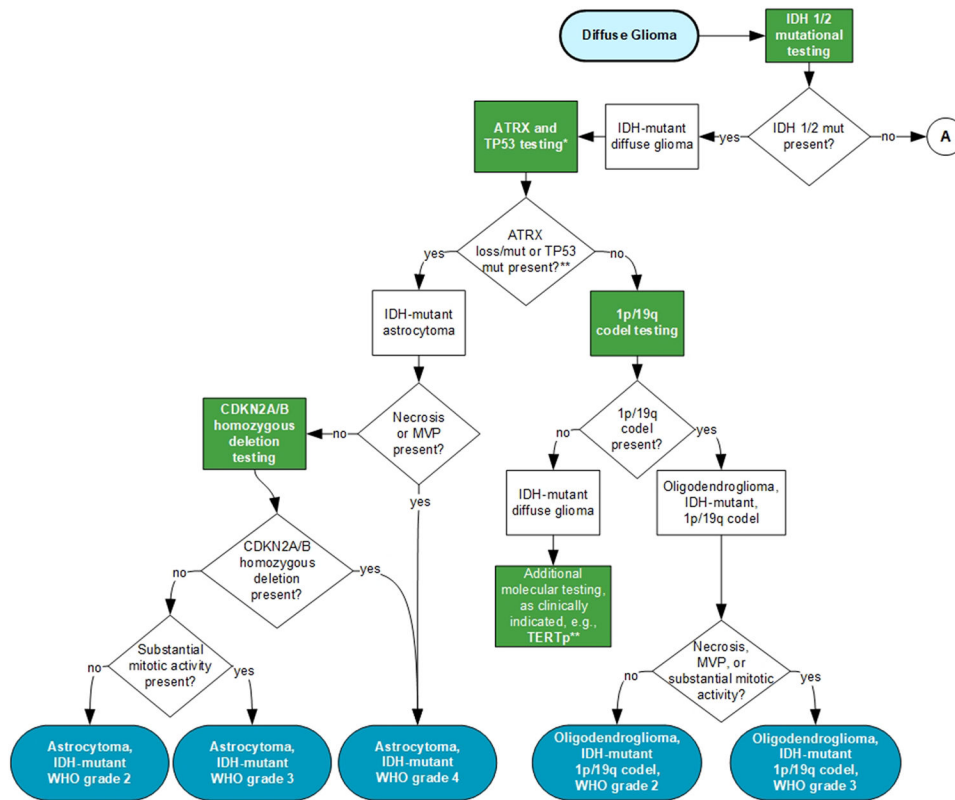 Diffuse Glioma
IDH 1/2
mutational
testing
IDH 1/2 mut
present?
no
A
yes
IDH-mutant
diffuse glioma
ATRX and
TP53 testing*
ATRX
loss/mut or TP53
mut present?**
yes
no
IDH-mutant
astrocytoma
1p/19q
codel testing
Necrosis
or MVP
present?
no
yes
CDKN2A/B
homozygous
deletion
testing
1p/19q
codel
present?
no
yes
IDH-mutant
diffuse glioma
Oligodendroglioma,
IDH-mutant,
1p/19q codel
CDKN2A/B
homozygous
deletion
present?
no
yes
Additional
molecular testing,
as clinically
indicated, e.g.,
TERTp**
Substantial
mitotic activity
present?
no
yes
Necrosis,
MVP, or
substantial mitotic
activity?
no
yes
Astrocytoma,
IDH-mutant
WHO grade 2
Astrocytoma,
IDH-mutant
WHO grade 3
Astrocytoma,
IDH-mutant
WHO grade 4
Oligodendroglioma,
IDH-mutant
1p/19q codel,
WHO grade 2
Oligodendroglioma,
IDH-mutant
1p/19q codel,
WHO grade 3